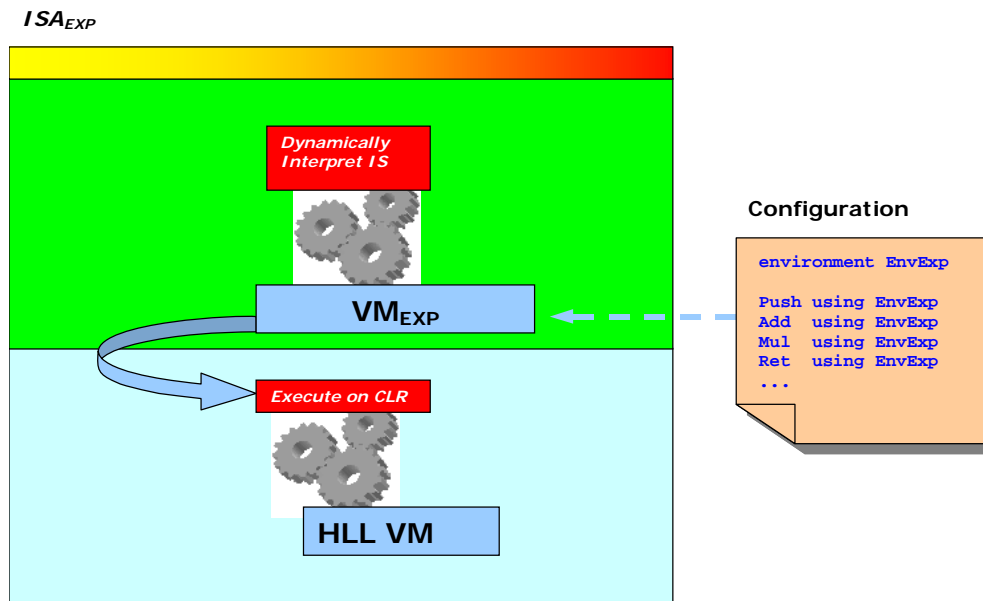 ISAEXP
Dynamically
Interpret IS
VMEXP
Execute on CLR
HLL VM
Configuration
environment EnvExp
Push using EnvExp
Add using EnvExp
Mul using EnvExp
Ret using EnvExp
...